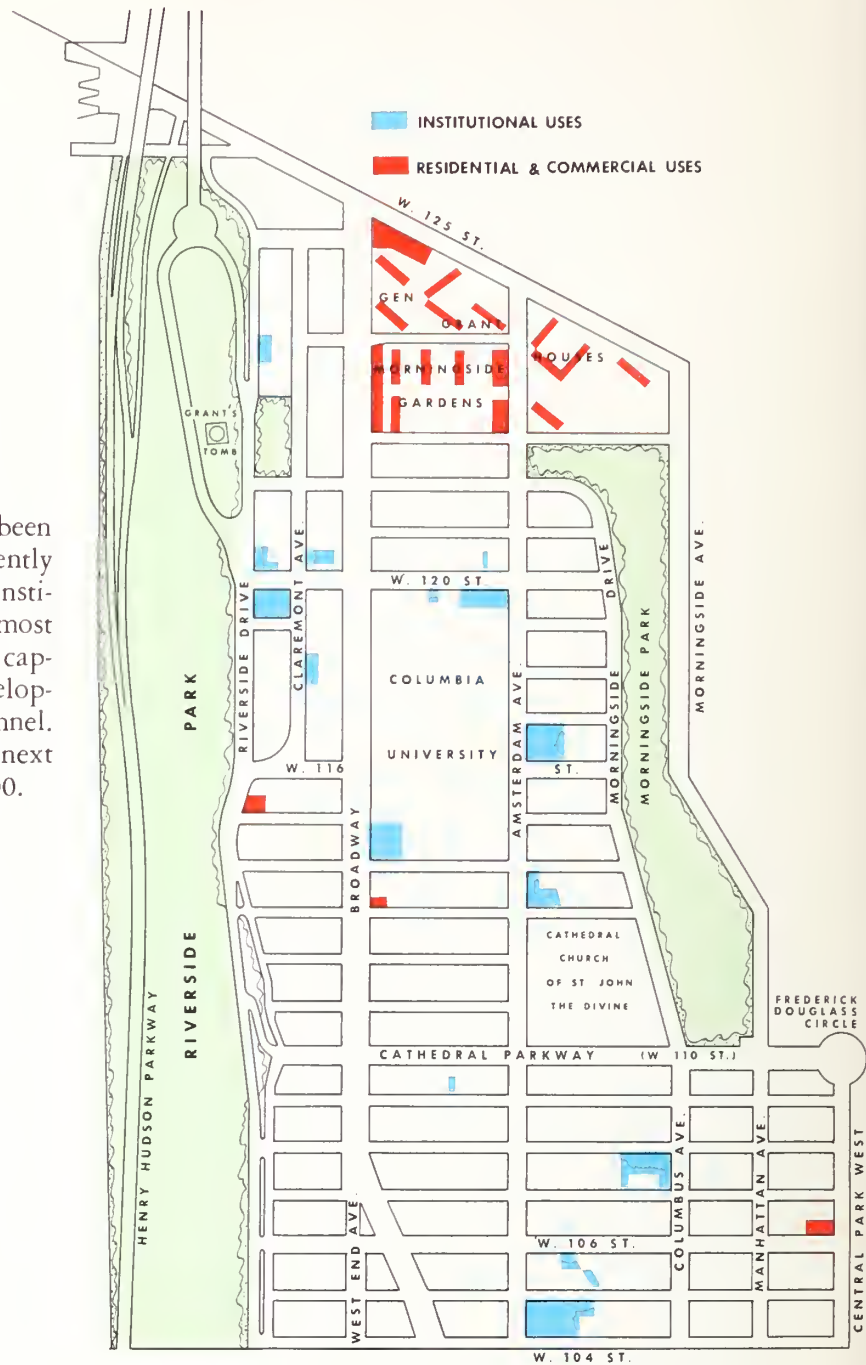 INSTITUTIONAL USES
RESIDENTIAL & COMMERCIAL USES
W. 125 ST.
GEN
GRANT
HOUSES
MORNINGSIDE
GARDENS
GRANT'S
TOMB
been
ently
insti-
most
cap-
elop-
nnel.
next
00.
W. 120 ST.
RIVERSIDE DRIVE
CLAREMONT AVE.
COLUMBIA
UNIVERSITY
AMSTERDAM AVE.
MORNINGSIDE DRIVE
MORNINGSIDE PARK
MORNINGSIDE AVE.
W. 116 ST.
BROADWAY
RIVERSIDE PARK
HENRY HUDSON PARKWAY
CATHEDRAL
CHURCH
OF ST JOHN
THE DIVINE
FREDERICK
DOUGLASS
CIRCLE
CATHEDRAL PARKWAY (W 110 ST.)
COLUMBUS AVE.
MANHATTAN AVE.
CENTRAL PARK WEST
WEST END AVE.
W. 106 ST.
W. 104 ST.